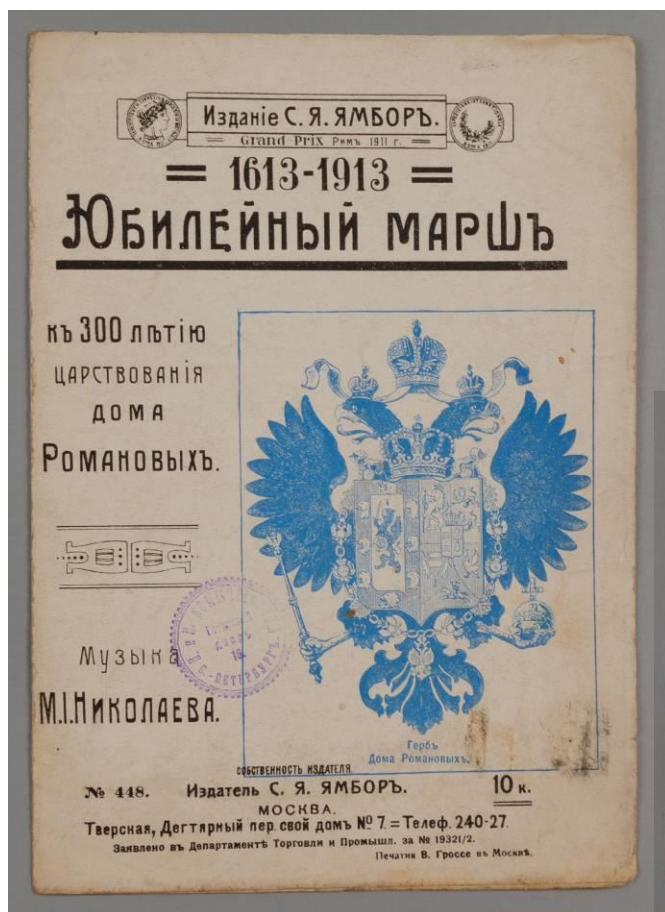 Изданіе С. Я. ЯМБОРЪ.
Grand Prix Римъ 1911 г.
1613-1913
Юбилейный маршъ
къ 300 лѣтію
царствованія
дома
Романовыхъ.
Музыка
М.І.Николаева.
С.-ПЕТЕРБУРГЪ
Гербъ
Дома Романовыхъ.
СОБСТВЕННОСТЬ ИЗДАТЕЛЯ.
№ 448. Издатель С. Я. ЯМБОРЪ. 10 к.
МОСКВА.
Тверская, Дегтярный пер. свой домъ № 7. = Телеф. 240-27.
Заявлено въ Департаментѣ Торговли и Промышл. за № 19321/2.
Печатня В. Гроссе въ Москвѣ.